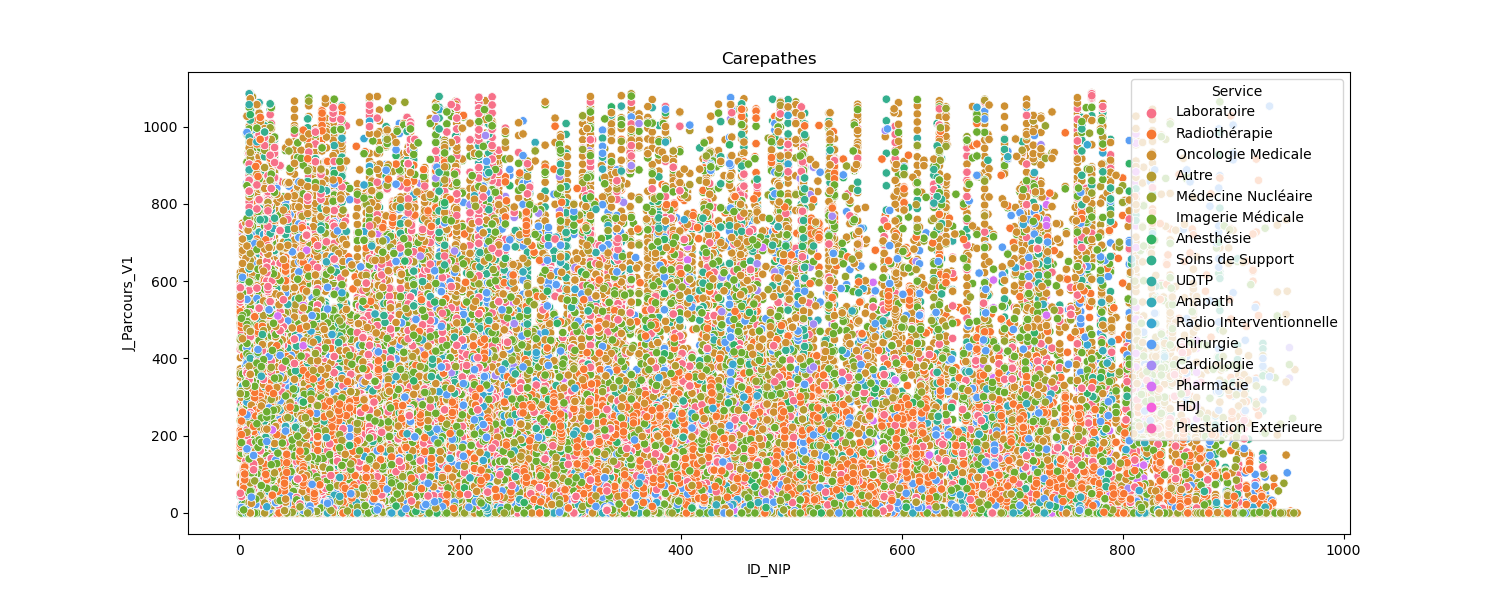 Carepathes
J_Parcours_V1
1000
800
600
400
200
0
Service
Laboratoire
Radiothérapie
Oncologie Medicale
Autre
Médecine Nucléaire
Imagerie Médicale
Anesthésie
Soins de Support
UDTP
Anapath
Radio Interventionnelle
Chirurgie
Cardiologie
Pharmacie
HDJ
Prestation Exterieure
0 200 400 600 800 1000
ID_NIP